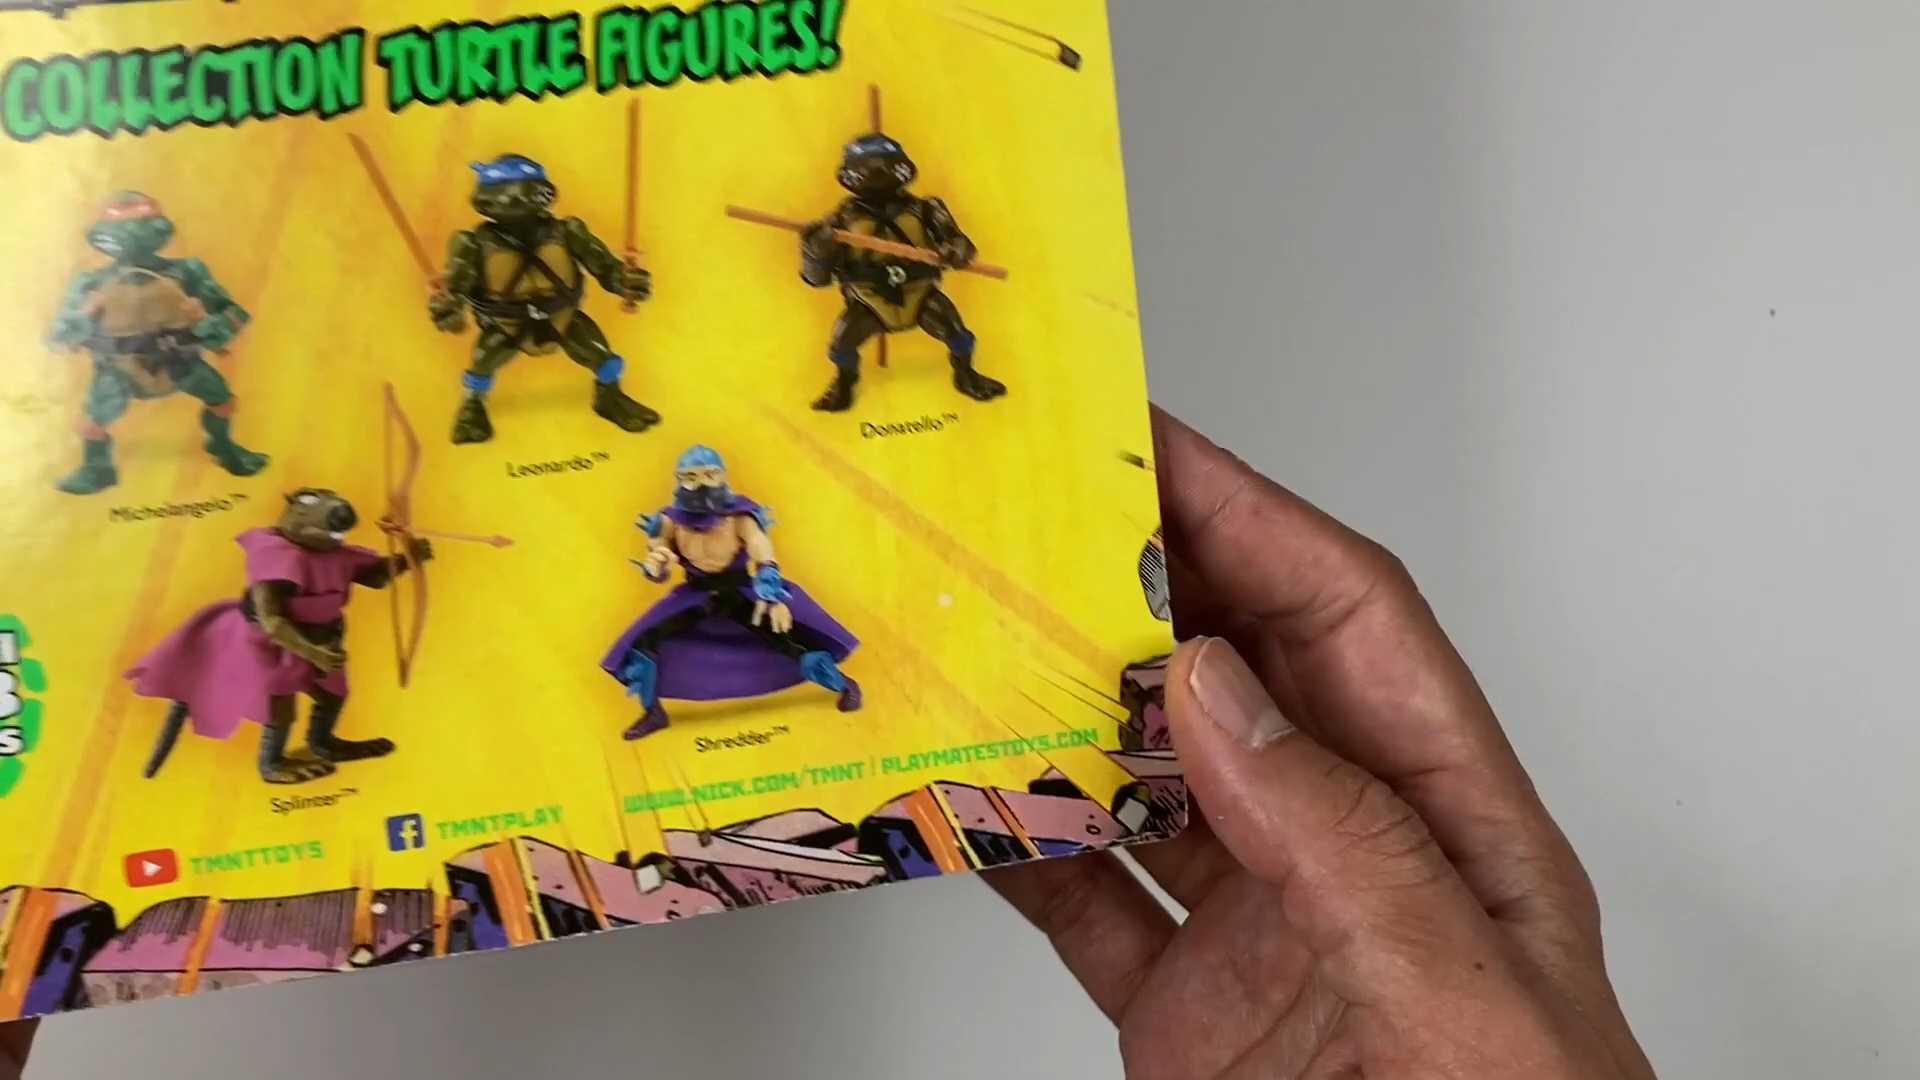 COLLECTION TURTLE FIGURES!
Michelangelo™
Leonardo™
Donatello™
Splinter™
Shredder™
TMNTTOYS
TMNTPLAY
WWW.NICK.COM/TMNT | PLAYMATESTOYS.COM